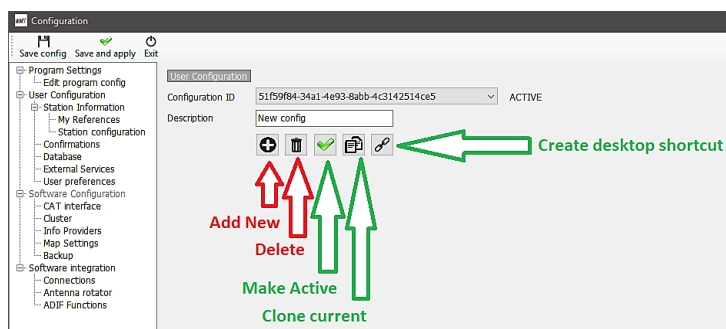 Configuration
Save config Save and apply Exit
Program Settings
Edit program config
User Configuration
Station Information
My References
Station configuration
Confirmations
Database
External Services
User preferences
Software Configuration
CAT interface
Cluster
Info Providers
Map Settings
Backup
Software integration
Connections
Antenna rotator
ADIF Functions
User Configuration
Configuration ID 51f59f84-34a1-4e93-8abb-4c3142514ce5 ACTIVE
Description New config
Create desktop shortcut
Add New
Delete
Make Active
Clone current